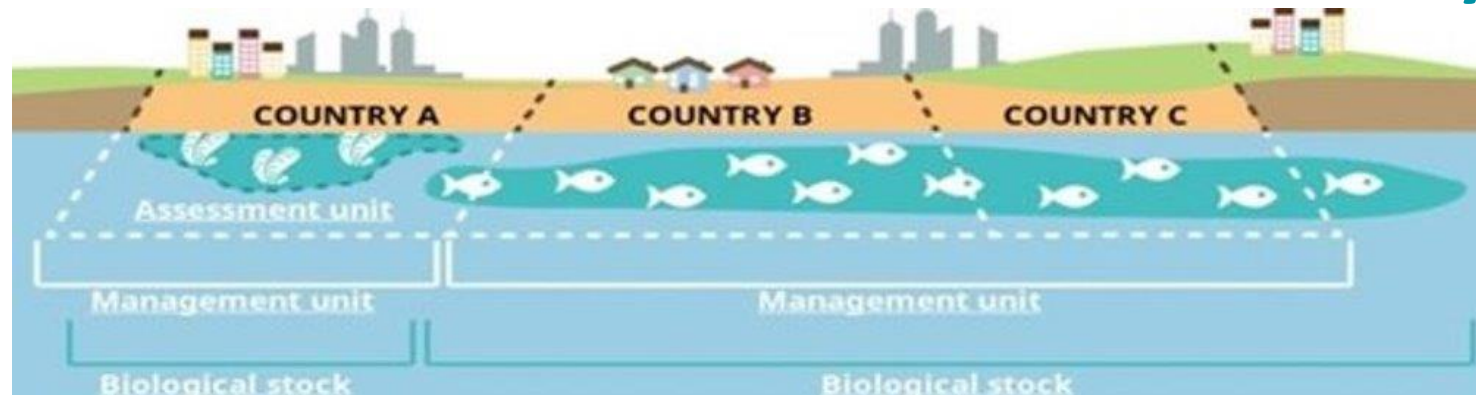 COUNTRY A COUNTRY B COUNTRY C
Assessment unit
Management unit Management unit
Biological stock Biological stock